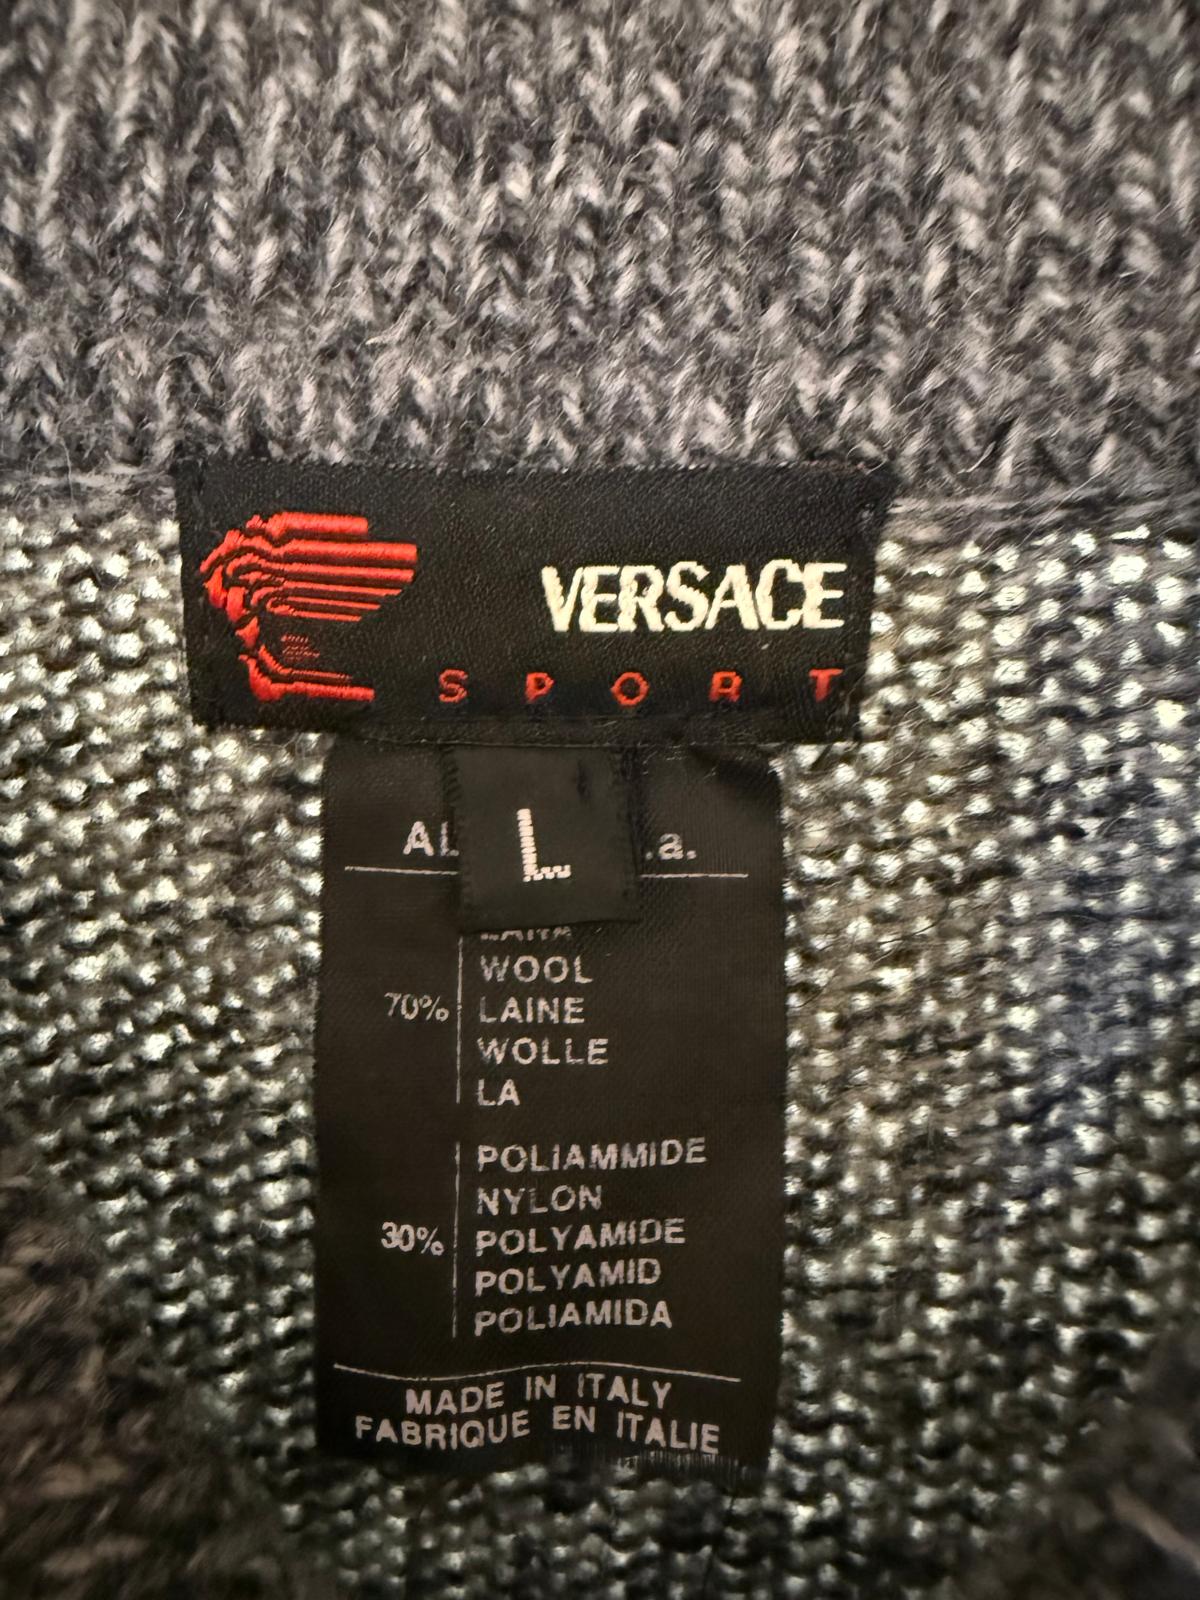 VERSACE
SPORT
L
.a.
WOOL
70% LAINE
WOLLE
LA
POLIAMMIDE
NYLON
30% POLYAMIDE
POLYAMID
POLIAMIDA
MADE IN ITALY
FABRIQUE EN ITALIE